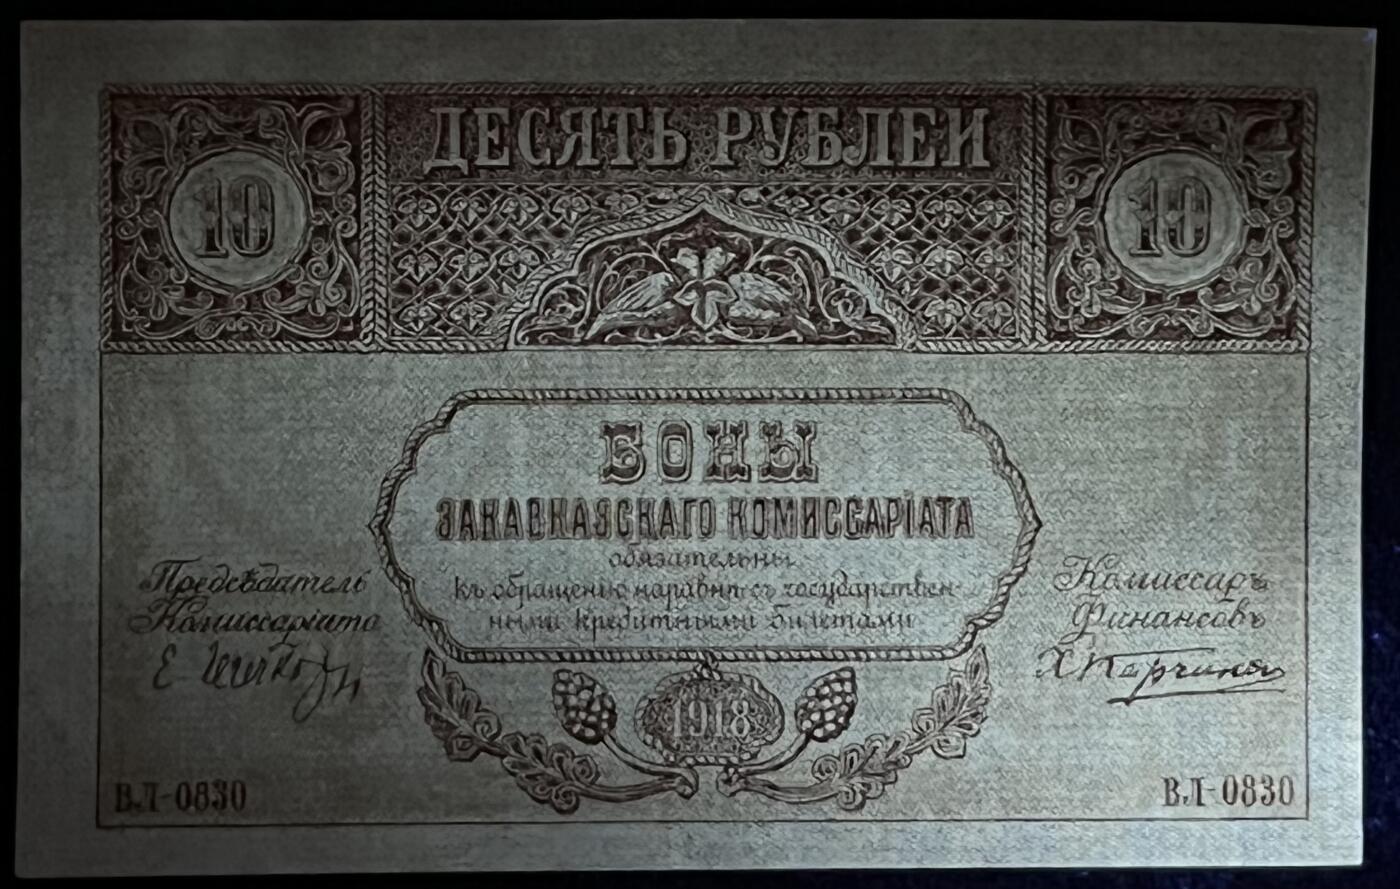 ДЕСЯТЬ РУБЛЕЙ
10
10
БОНЫ
ЗАКАВКАЗСКАГО КОМИССАРІАТА
обязательны
къ обращенію наравнѣ съ государствен-
ными кредитными билетами
Предсѣдатель
Комиссаріата
Комиссаръ
Финансовъ
1918
ВЛ-0830
ВЛ-0830